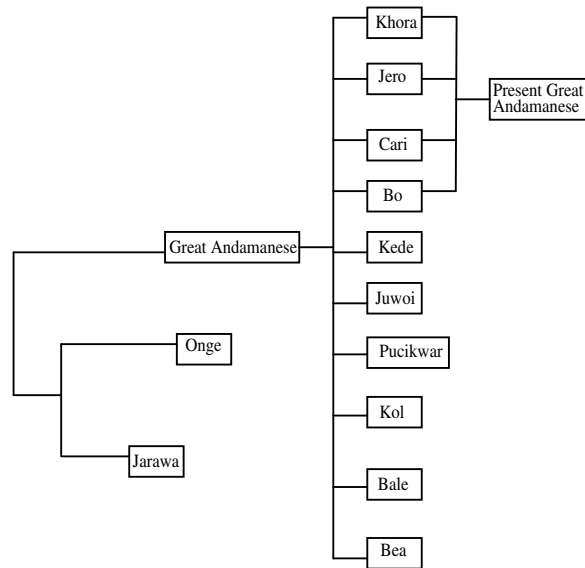 Khora
Jero
Present Great
Andamanese
Cari
Bo
Great Andamanese
Kede
Juwoi
Onge
Pucikwar
Kol
Jarawa
Bale
Bea